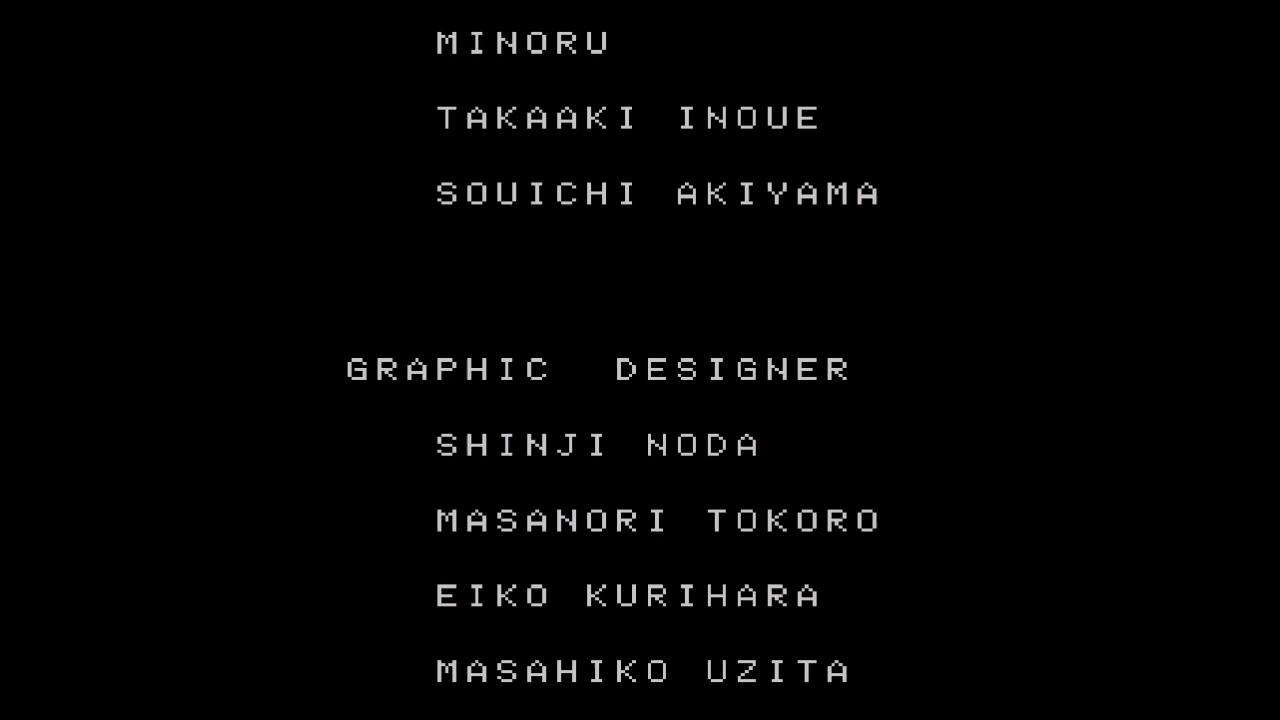 MINORU
TAKAAKI INOUE
SOUICHI AKIYAMA
GRAPHIC DESIGNER
SHINJI NODA
MASANORI TOKORO
EIKO KURIHARA
MASAHIKO UZITA